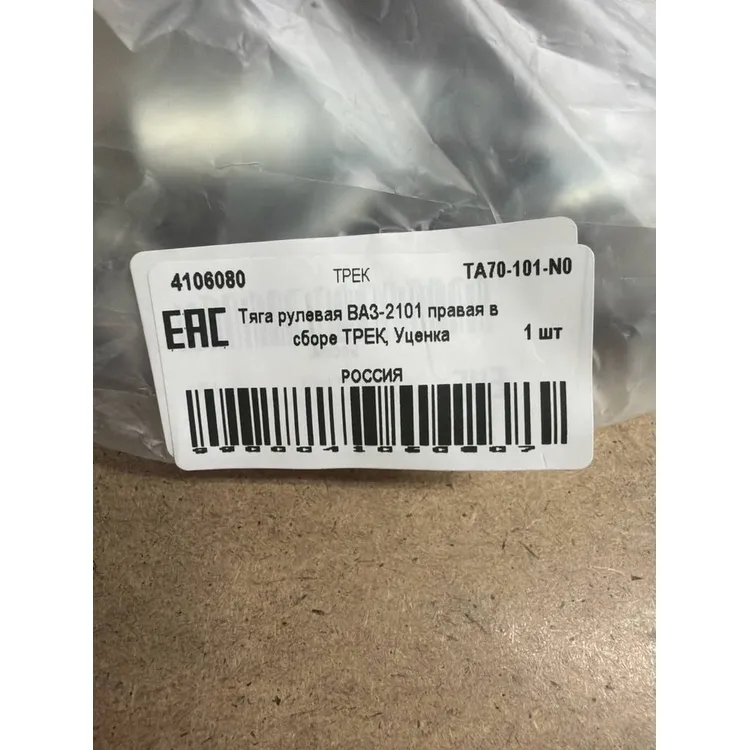 4106080 ТРЕК TA70-101-N0
EAC Тяга рулевая ВАЗ-2101 правая в
сборе ТРЕК, Уценка 1 шт
РОССИЯ